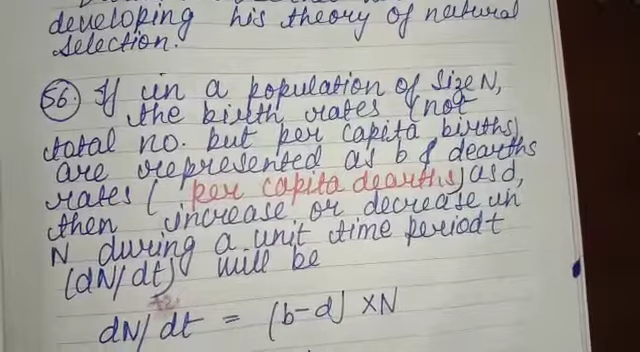 developing his theory of natural
selection.
56. If in a population of size N,
the birth rates (not
total no. but per capita births)
are represented as b & dearths
rates (per capita dearths) as d,
then increase or decrease in
N during a unit time period t
(dN/dt) will be
dN/dt = (b-d) × N